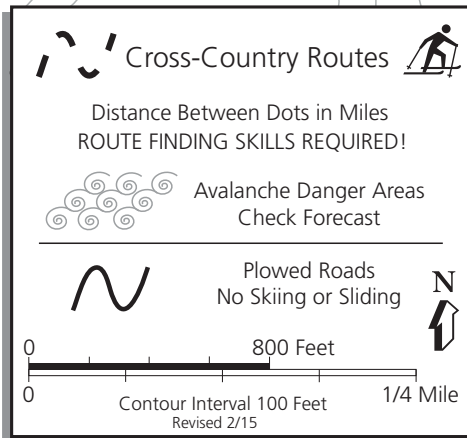 Cross-Country Routes
Distance Between Dots in Miles
ROUTE FINDING SKILLS REQUIRED!
Avalanche Danger Areas
Check Forecast
Plowed Roads
No Skiing or Sliding
N
0 800 Feet
0 1/4 Mile
Contour Interval 100 Feet
Revised 2/15